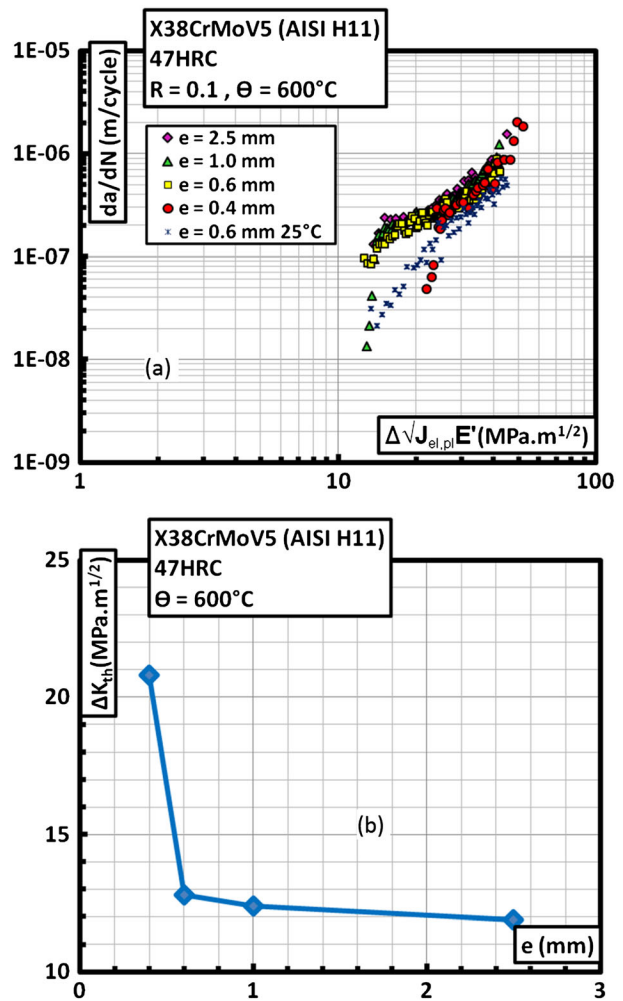 X38CrMoV5 (AISI H11)
47HRC
R = 0.1 , Θ = 600°C
da/dN (m/cycle)
1E-05
1E-06
1E-07
1E-08
1E-09
e = 2.5 mm
e = 1.0 mm
e = 0.6 mm
e = 0.4 mm
e = 0.6 mm 25°C
(a)
Δ√J el,pl E'(MPa.m1/2)
1
10
100
X38CrMoV5 (AISI H11)
47HRC
Θ = 600°C
ΔKth(MPa.m1/2)
25
20
15
10
(b)
e (mm)
0
1
2
3